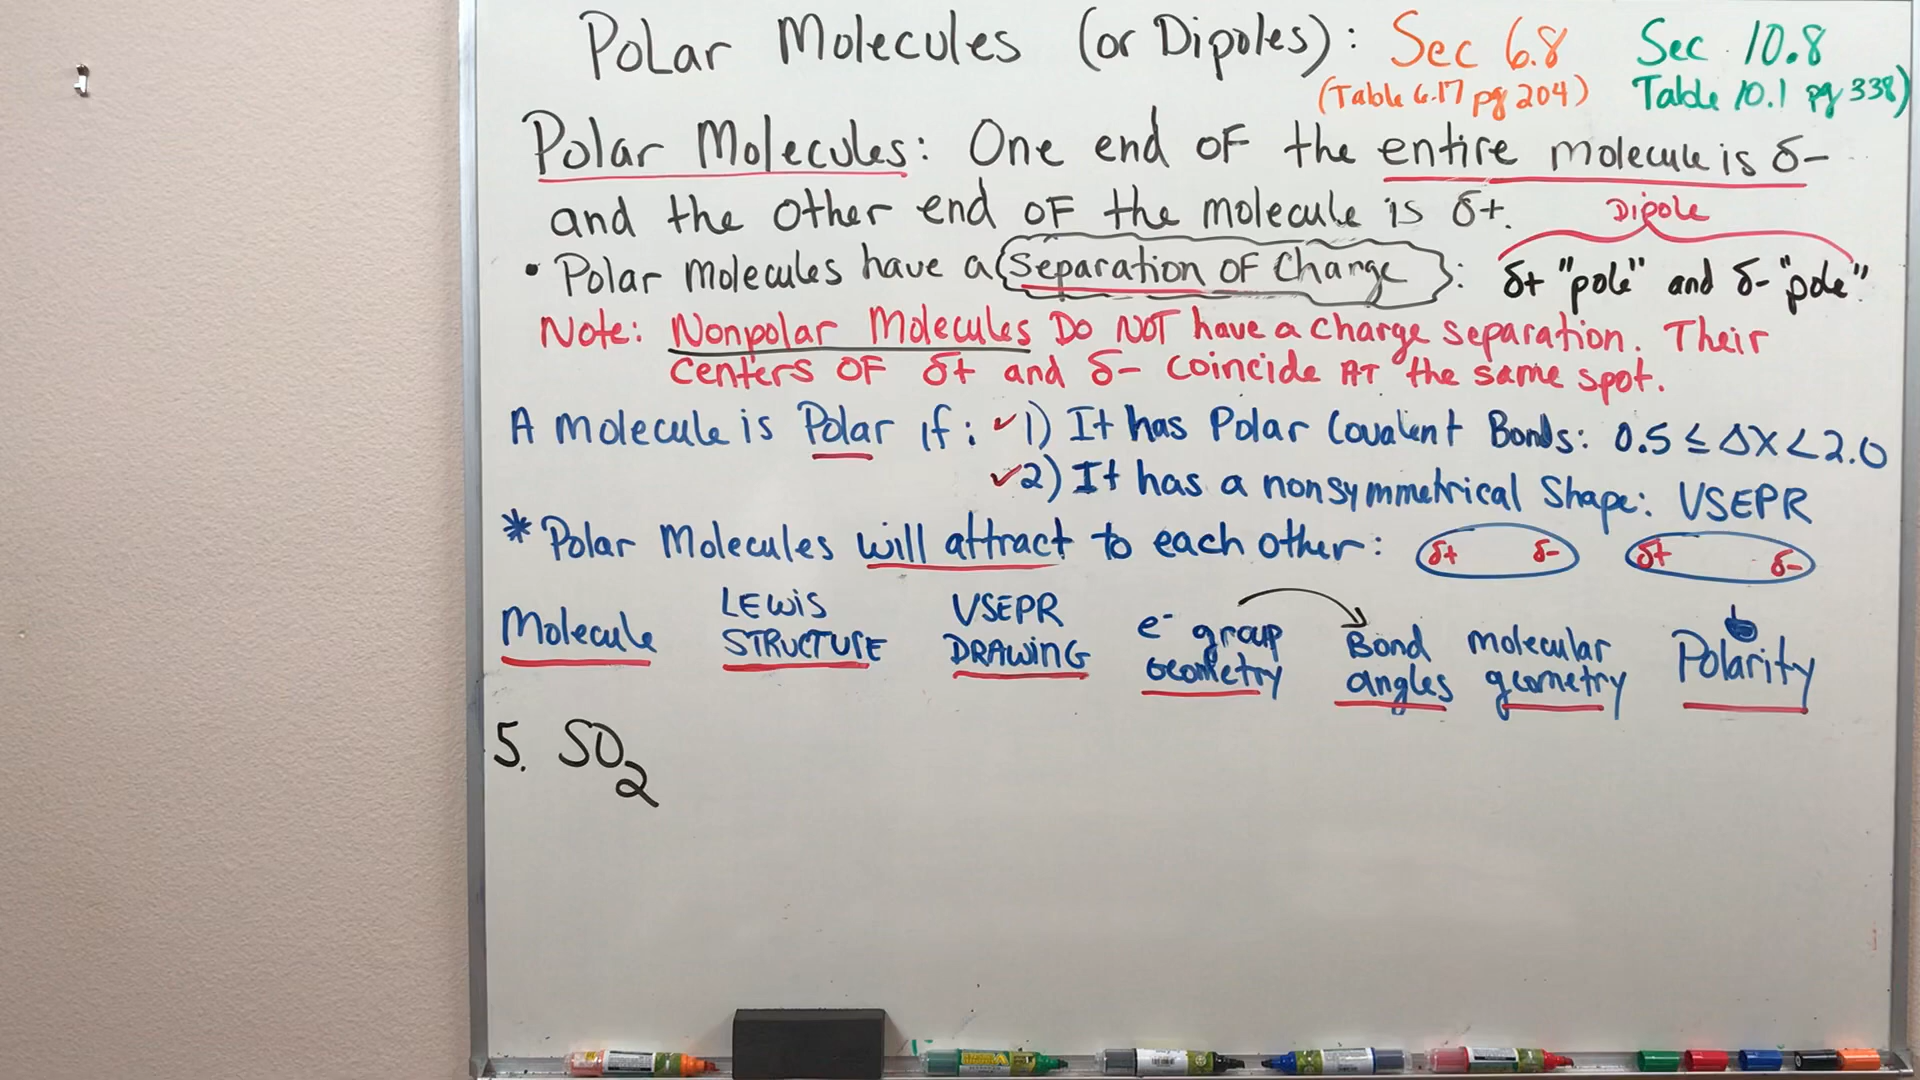 Polar Molecules (or Dipoles): Sec 6.8 Sec 10.8
(Table 6.17 pg 204) Table 10.1 pg 338)
Polar Molecules: One end of the entire molecule is δ-
and the other end of the molecule is δ+. Dipole
• Polar molecules have a separation of charge: δ+ "pole" and δ- "pole".
Note: Nonpolar Molecules Do NOT have a charge separation. Their
centers of δ+ and δ- coincide AT the same spot.
A molecule is Polar if: ✓1) It has Polar Covalent Bonds: 0.5 ≤ ΔX < 2.0
✓2) It has a nonsymmetrical Shape: VSEPR
* Polar Molecules will attract to each other: δ+ δ- δ+ δ-
Molecule LEWIS STRUCTURE VSEPR DRAWING e⁻ group Geometry Bond angles molecular geometry Polarity
5. SO₂